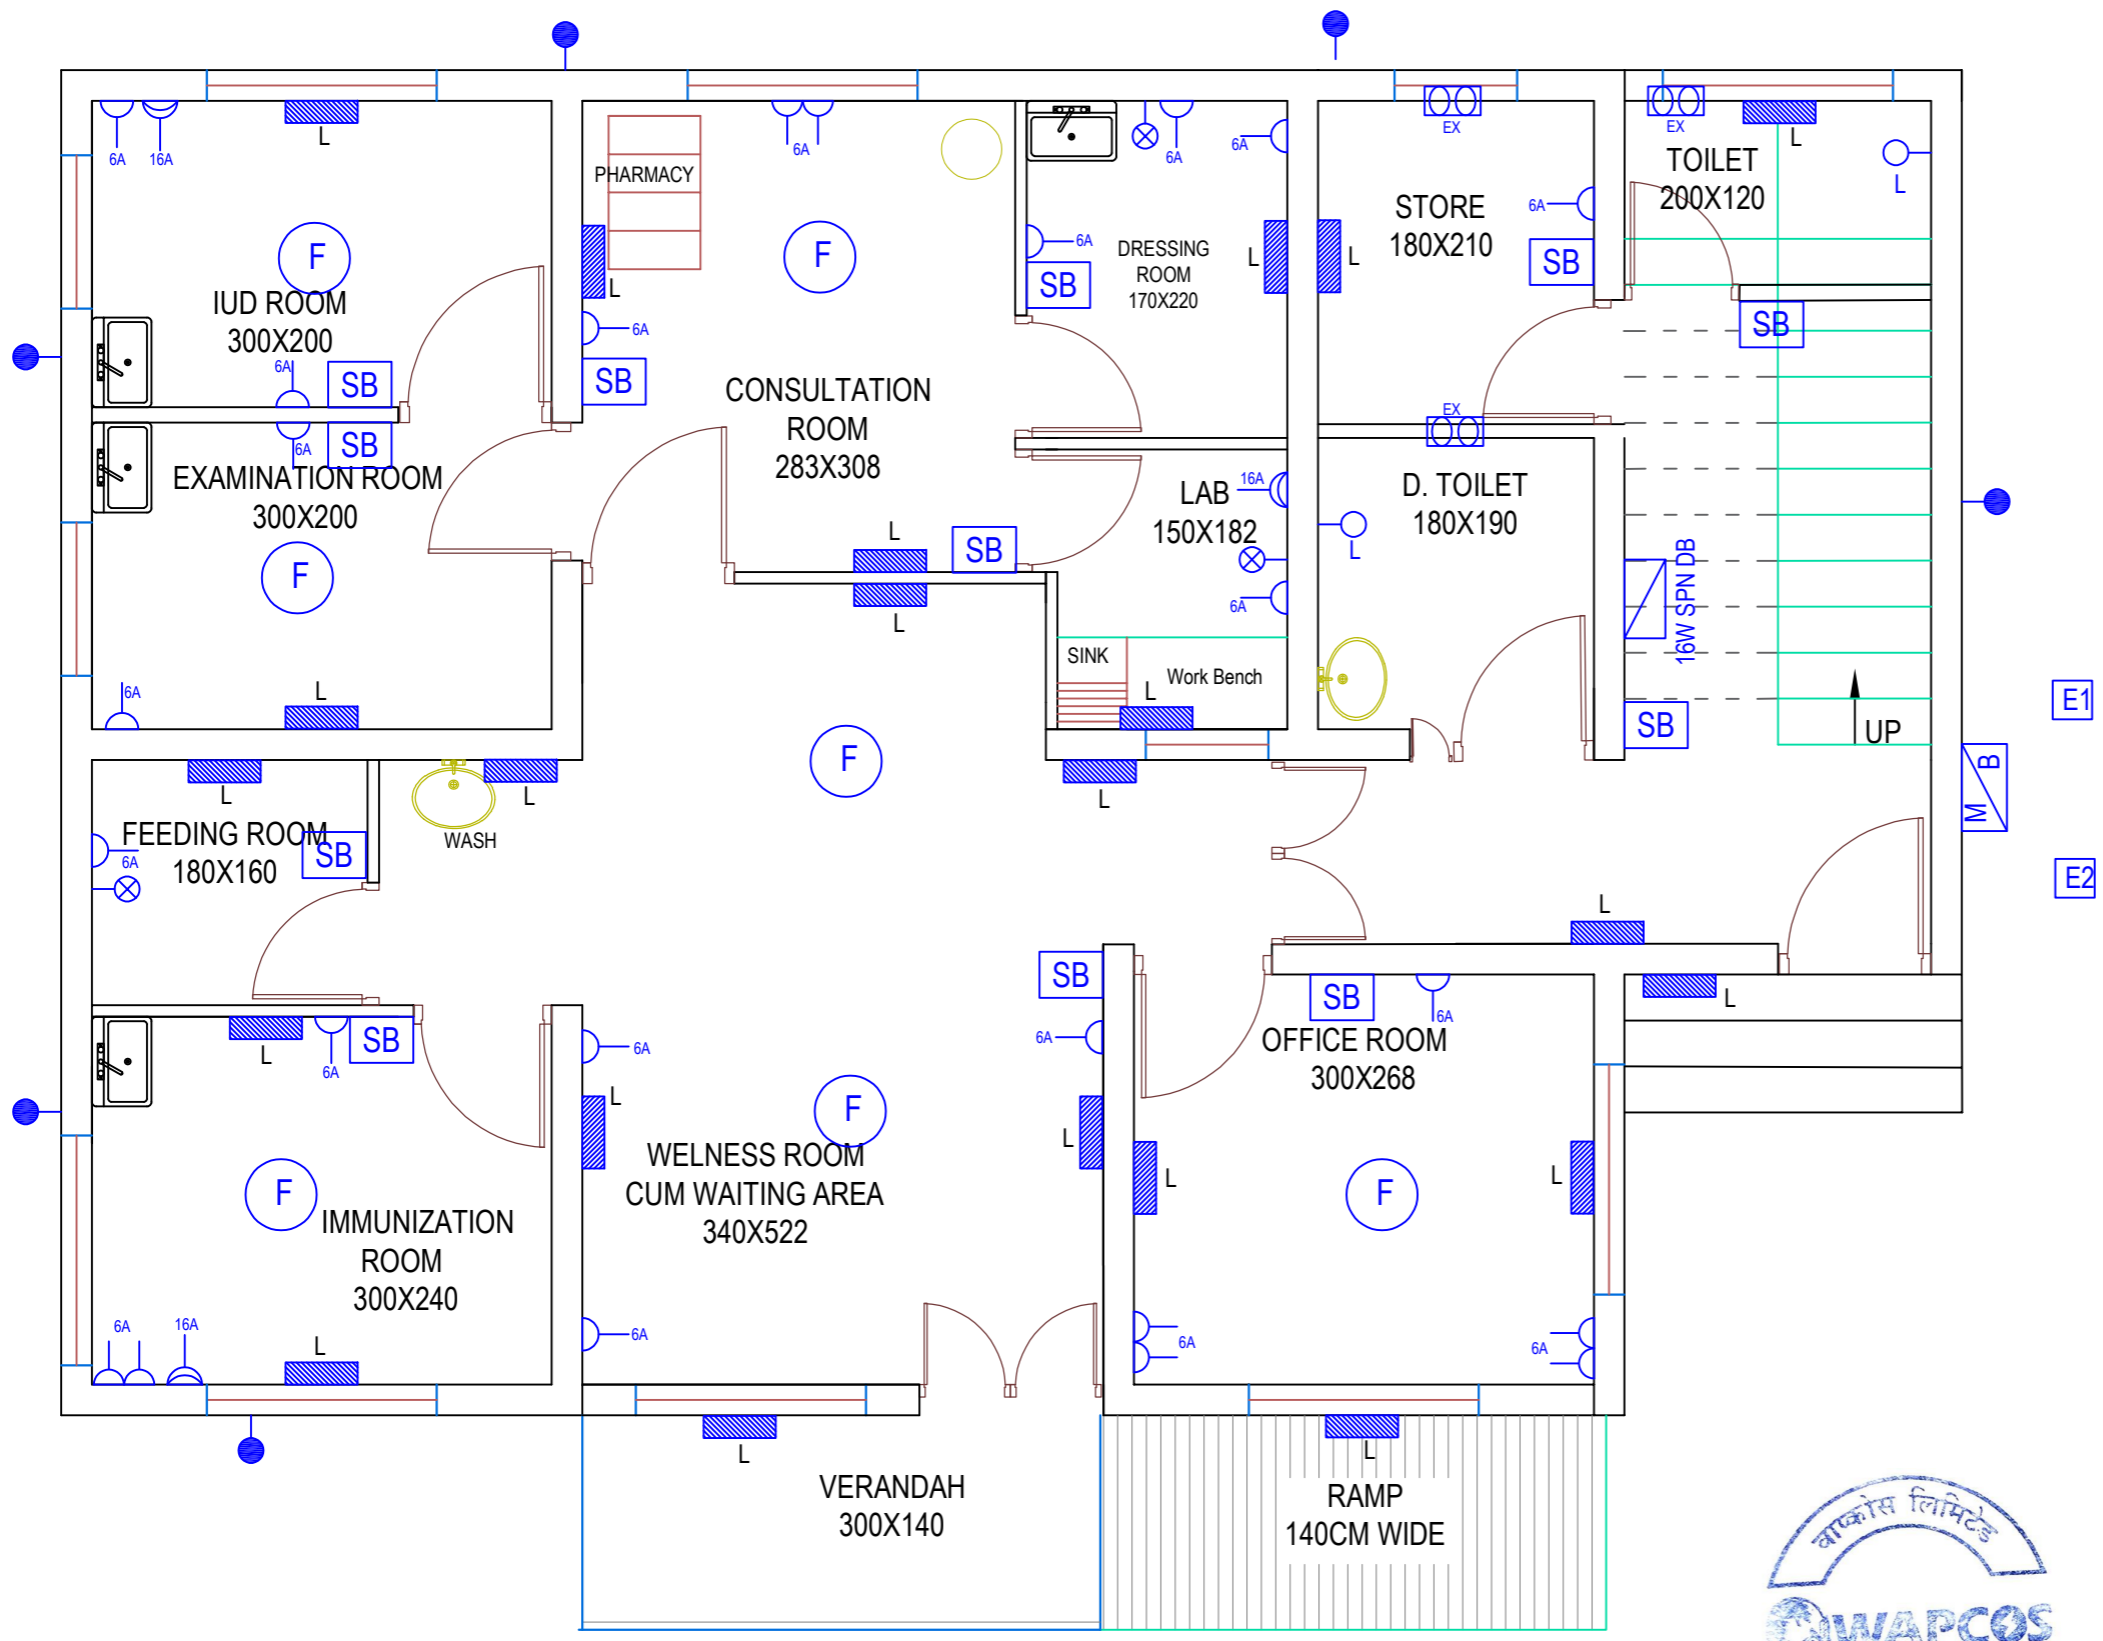 EX
EX
6A
16A
L
6A
6A
6A
L
TOILET
200X120
L
PHARMACY
6A
STORE
180X210
F
F
6A
SB
DRESSING
ROOM
170X220
L
L
SB
L
IUD ROOM
300X200
6A
SB
SB
6A
SB
CONSULTATION
ROOM
283X308
EX
6A
SB
EXAMINATION ROOM
300X200
16A
LAB
150X182
D. TOILET
180X190
L
L
SB
F
6A
L
16W SPN DB
SINK
Work Bench
L
6A
L
SB
UP
E1
F
L
L
L
B
M
FEEDING ROOM
180X160
6A
SB
WASH
E2
L
SB
SB
L
L
6A
SB
6A
6A
6A
OFFICE ROOM
300X268
L
F
L
WELNESS ROOM
CUM WAITING AREA
340X522
L
L
F
F
IMMUNIZATION
ROOM
300X240
6A
16A
L
6A
6A
6A
L
L
VERANDAH
300X140
RAMP
140CM WIDE
वाप्कोस लिमिटेड
WAPCOS